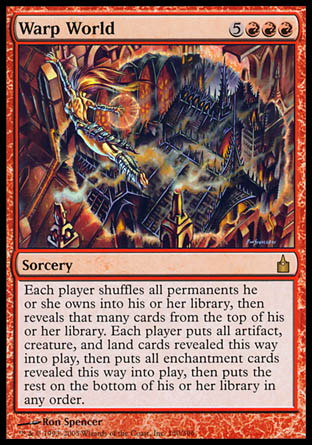 Warp World 5
Sorcery
Each player shuffles all permanents he
or she owns into his or her library, then
reveals that many cards from the top of his
or her library. Each player puts all artifact,
creature, and land cards revealed this way
into play, then puts all enchantment cards
revealed this way into play, then puts the
rest on the bottom of his or her library in
any order.
Ron Spencer